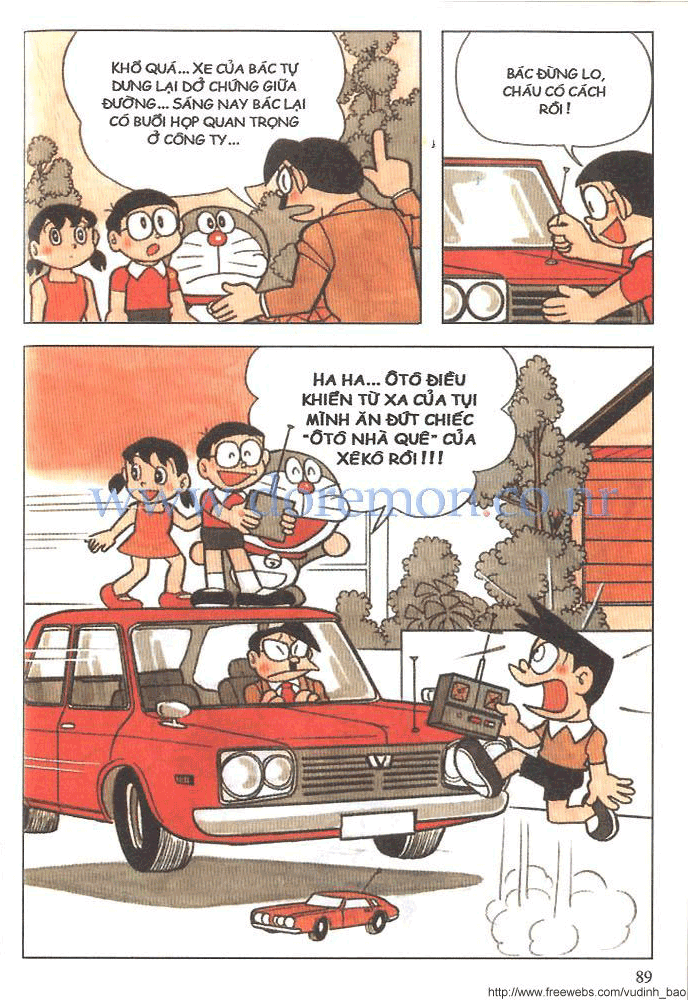 KHỔ QUÁ... XE CỦA BÁC TỰ
DUNG LẠI DỞ CHỨNG GIỮA
ĐƯỜNG... SÁNG NAY BÁC LẠI
CÓ BUỔI HỌP QUAN TRỌNG
Ở CÔNG TY...
BÁC ĐỪNG LO,
CHÁU CÓ CÁCH
RỒI!
HA HA... ÔTÔ ĐIỀU
KHIỂN TỪ XA CỦA TỤI
MÌNH ĂN ĐỨT CHIẾC
"ÔTÔ NHÀ QUÊ" CỦA
XÊKÔ RỒI!!!
www.doremon.co.nr
89
http://www.freewebs.com/vudinh_bao